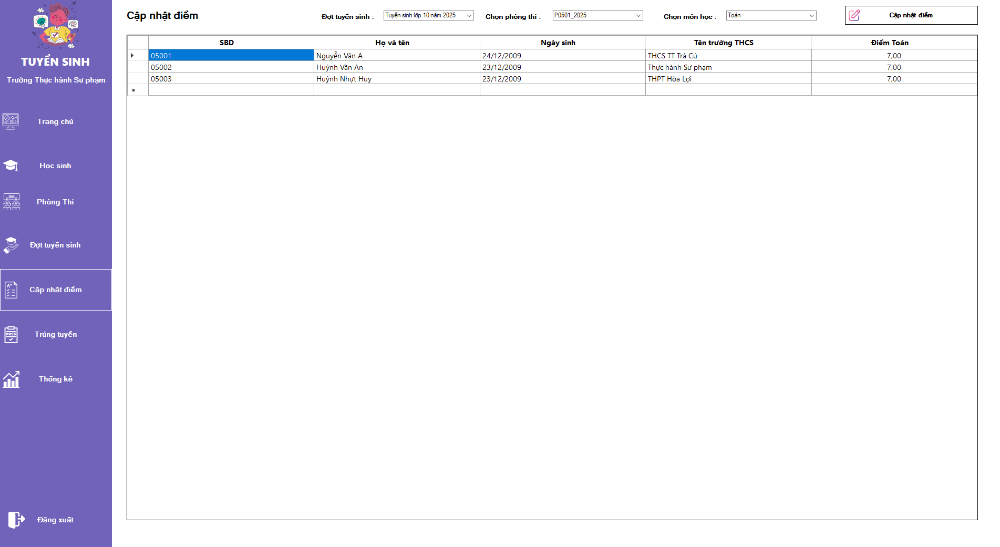 TUYỂN SINH
Trường Thực hành Sư phạm
Trang chủ
Học sinh
Phòng Thi
Đợt tuyển sinh
A+
Cập nhật điểm
PASS
Trúng tuyển
Thống kê
Đăng xuất
Cập nhật điểm
Đợt tuyển sinh : Tuyển sinh lớp 10 năm 2025 Chọn phòng thi : P0501_2025 Chọn môn học : Toán Cập nhật điểm
SBD Họ và tên Ngày sinh Tên trường THCS Điểm Toán
05001 Nguyễn Văn A 24/12/2009 THCS TT Trà Cú 7,00
05002 Huỳnh Văn An 23/12/2009 Thực hành Sư phạm 7,00
05003 Huỳnh Nhựt Huy 23/12/2009 THPT Hòa Lợi 7,00